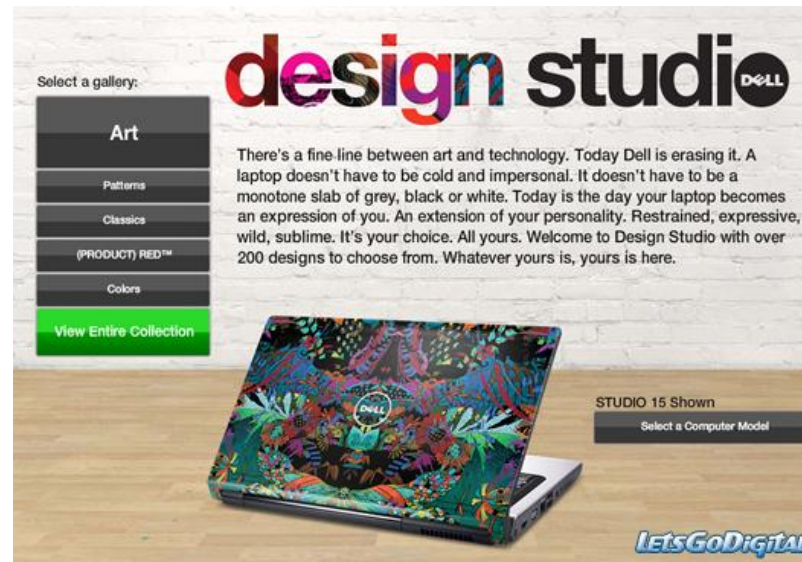 design studio
DELL
Select a gallery:
Art
Patterns
Classics
(PRODUCT) RED™
Colors
View Entire Collection
There's a fine line between art and technology. Today Dell is erasing it. A
laptop doesn't have to be cold and impersonal. It doesn't have to be a
monotone slab of grey, black or white. Today is the day your laptop becomes
an expression of you. An extension of your personality. Restrained, expressive,
wild, sublime. It's your choice. All yours. Welcome to Design Studio with over
200 designs to choose from. Whatever yours is, yours is here.
DELL
STUDIO 15 Shown
Select a Computer Model
LETSGODIGITAL